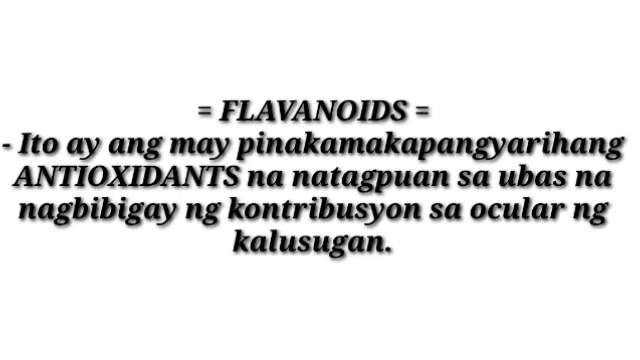 = FLAVANOIDS =
- Ito ay ang may pinakamakapangyarihang
ANTIOXIDANTS na natagpuan sa ubas na
nagbibigay ng kontribusyon sa ocular ng
kalusugan.